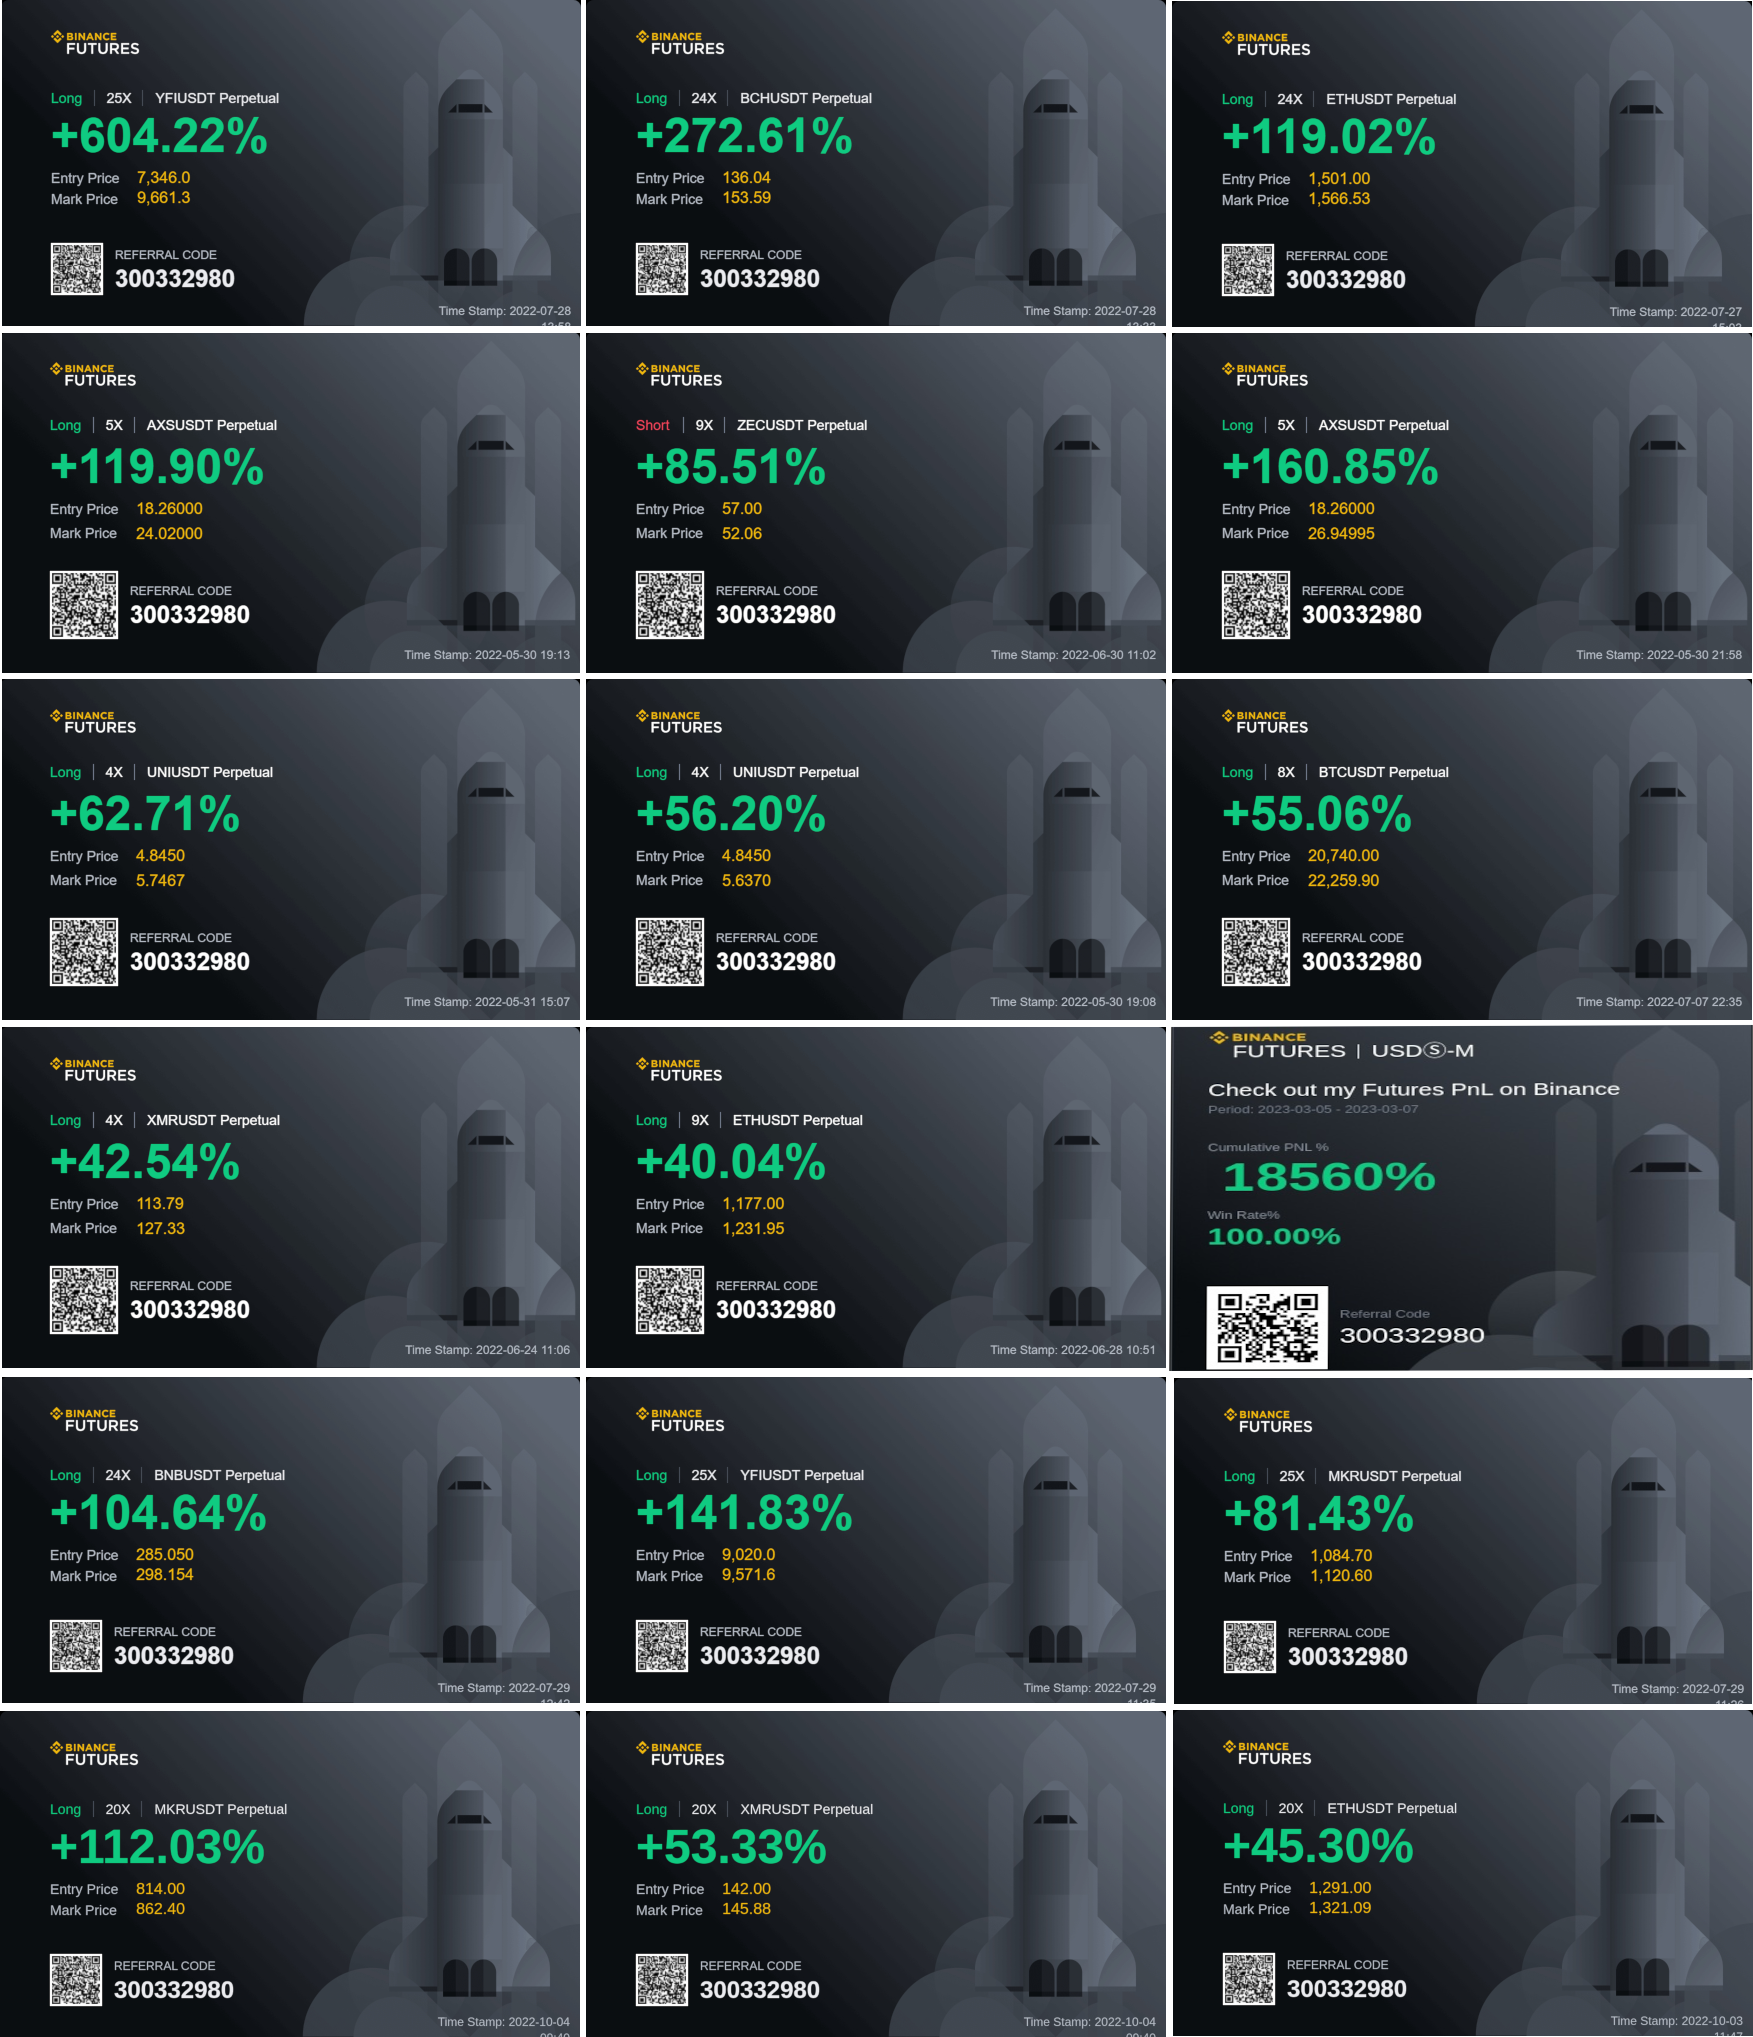 BINANCE
FUTURES
Long | 25X | YFIUSDT Perpetual
+604.22%
Entry Price 7,346.0
Mark Price 9,661.3
REFERRAL CODE
300332980
Time Stamp: 2022-07-28
BINANCE
FUTURES
Long | 24X | BCHUSDT Perpetual
+272.61%
Entry Price 136.04
Mark Price 153.59
REFERRAL CODE
300332980
Time Stamp: 2022-07-28
BINANCE
FUTURES
Long | 24X | ETHUSDT Perpetual
+119.02%
Entry Price 1,501.00
Mark Price 1,566.53
REFERRAL CODE
300332980
Time Stamp: 2022-07-27
BINANCE
FUTURES
Long | 5X | AXSUSDT Perpetual
+119.90%
Entry Price 18.26000
Mark Price 24.02000
REFERRAL CODE
300332980
Time Stamp: 2022-05-30 19:13
BINANCE
FUTURES
Short | 9X | ZECUSDT Perpetual
+85.51%
Entry Price 57.00
Mark Price 52.06
REFERRAL CODE
300332980
Time Stamp: 2022-06-30 11:02
BINANCE
FUTURES
Long | 5X | AXSUSDT Perpetual
+160.85%
Entry Price 18.26000
Mark Price 26.94995
REFERRAL CODE
300332980
Time Stamp: 2022-05-30 21:58
BINANCE
FUTURES
Long | 4X | UNIUSDT Perpetual
+62.71%
Entry Price 4.8450
Mark Price 5.7467
REFERRAL CODE
300332980
Time Stamp: 2022-05-31 15:07
BINANCE
FUTURES
Long | 4X | UNIUSDT Perpetual
+56.20%
Entry Price 4.8450
Mark Price 5.6370
REFERRAL CODE
300332980
Time Stamp: 2022-05-30 19:08
BINANCE
FUTURES
Long | 8X | BTCUSDT Perpetual
+55.06%
Entry Price 20,740.00
Mark Price 22,259.90
REFERRAL CODE
300332980
Time Stamp: 2022-07-07 22:35
BINANCE
FUTURES
Long | 4X | XMRUSDT Perpetual
+42.54%
Entry Price 113.79
Mark Price 127.33
REFERRAL CODE
300332980
Time Stamp: 2022-06-24 11:06
BINANCE
FUTURES
Long | 9X | ETHUSDT Perpetual
+40.04%
Entry Price 1,177.00
Mark Price 1,231.95
REFERRAL CODE
300332980
Time Stamp: 2022-06-28 10:51
BINANCE
FUTURES | USDⓈ-M
Check out my Futures PnL on Binance
Period: 2023-03-05 - 2023-03-07
Cumulative PNL %
18560%
Win Rate%
100.00%
Referral Code
300332980
BINANCE
FUTURES
Long | 24X | BNBUSDT Perpetual
+104.64%
Entry Price 285.050
Mark Price 298.154
REFERRAL CODE
300332980
Time Stamp: 2022-07-29
BINANCE
FUTURES
Long | 25X | YFIUSDT Perpetual
+141.83%
Entry Price 9,020.0
Mark Price 9,571.6
REFERRAL CODE
300332980
Time Stamp: 2022-07-29
BINANCE
FUTURES
Long | 25X | MKRUSDT Perpetual
+81.43%
Entry Price 1,084.70
Mark Price 1,120.60
REFERRAL CODE
300332980
Time Stamp: 2022-07-29
BINANCE
FUTURES
Long | 20X | MKRUSDT Perpetual
+112.03%
Entry Price 814.00
Mark Price 862.40
REFERRAL CODE
300332980
Time Stamp: 2022-10-04
BINANCE
FUTURES
Long | 20X | XMRUSDT Perpetual
+53.33%
Entry Price 142.00
Mark Price 145.88
REFERRAL CODE
300332980
Time Stamp: 2022-10-04
BINANCE
FUTURES
Long | 20X | ETHUSDT Perpetual
+45.30%
Entry Price 1,291.00
Mark Price 1,321.09
REFERRAL CODE
300332980
Time Stamp: 2022-10-03